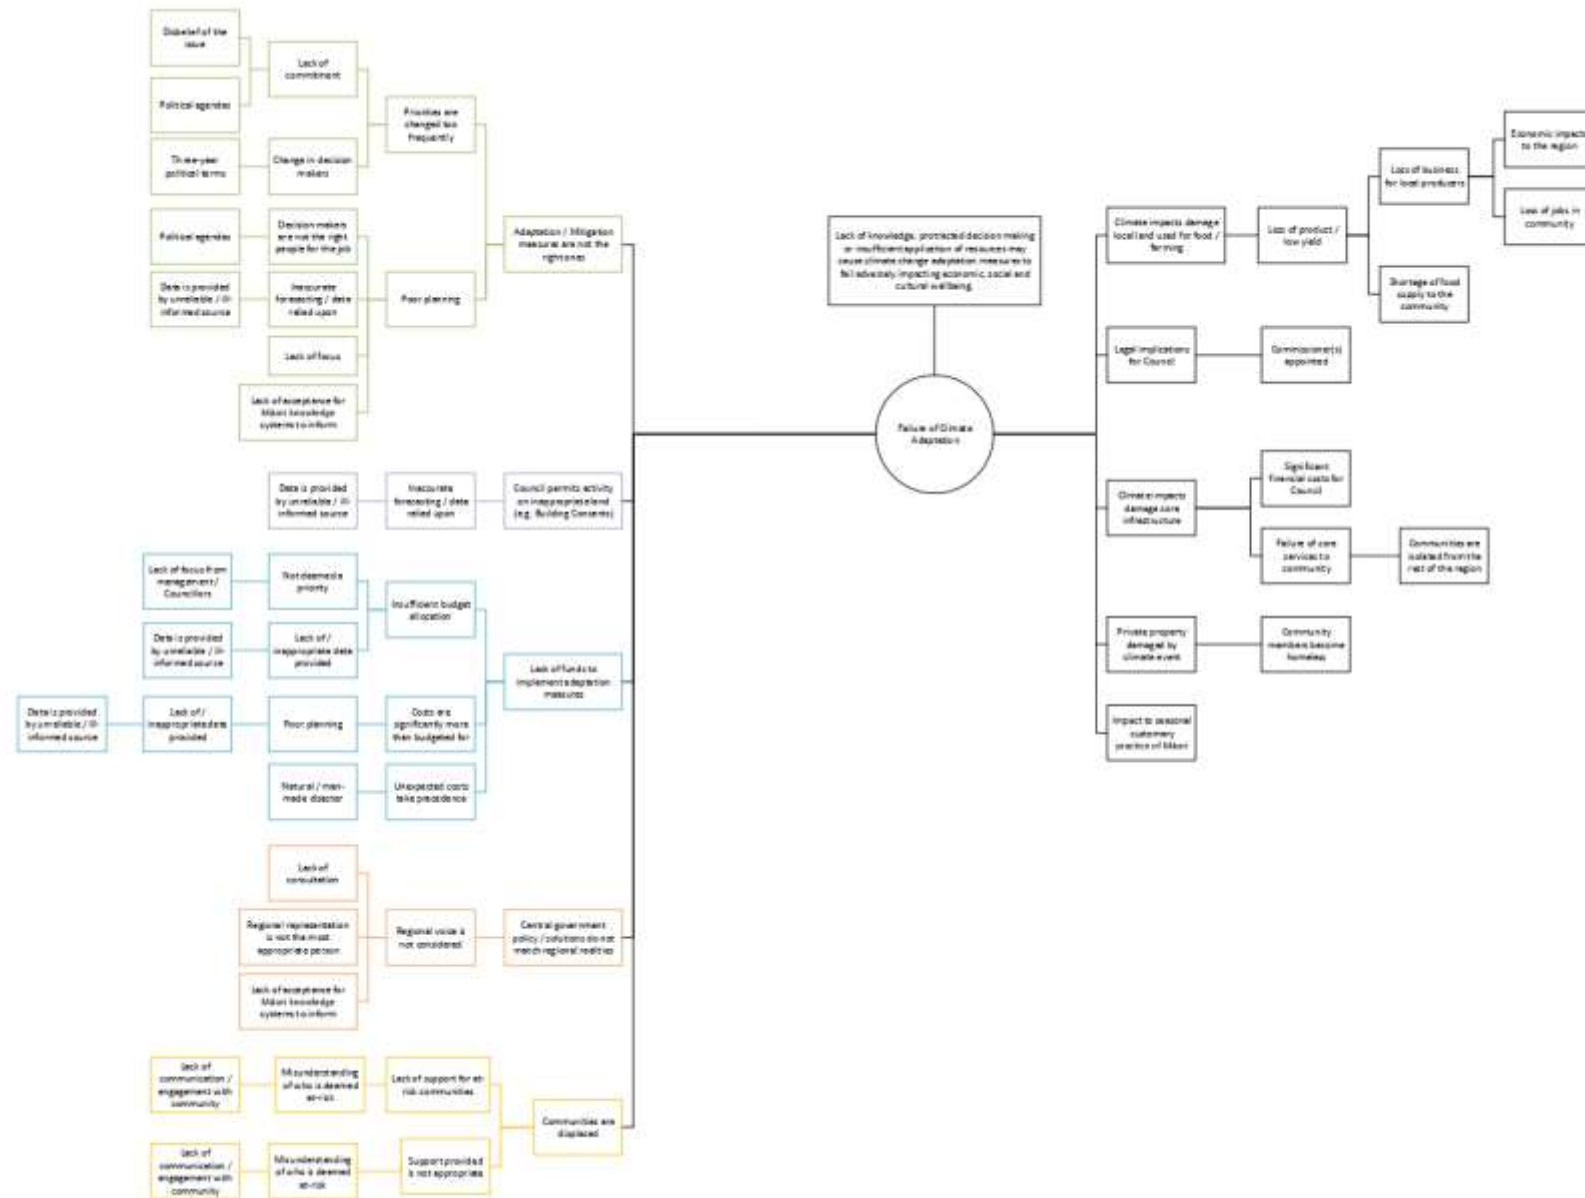 Disbelief of the
issue
Lack of
commitment
Political agendas
Priorities are
changed too
frequently
Three-year
political terms
Change in decision
makers
Political agendas
Decision makers
are not the right
people for the job
Adaptation / Mitigation
measures are not the
right ones
Data is provided
by unreliable / ill-
informed source
Inaccurate
forecasting / data
relied upon
Poor planning
Lack of focus
Lack of acceptance for
Māori knowledge
systems to inform
Data is provided
by unreliable / ill-
informed source
Inaccurate
forecasting / data
relied upon
Council permits activity
on inappropriate land
(e.g. Building Consents)
Lack of focus from
management /
Councillors
Not deemed a
priority
Insufficient budget
allocation
Data is provided
by unreliable / ill-
informed source
Lack of /
inappropriate data
provided
Lack of funds to
implement adaptation
measures
Data is provided
by unreliable / ill-
informed source
Lack of /
inappropriate data
provided
Poor planning
Costs are
significantly more
than budgeted for
Natural / man-
made disaster
Unexpected costs
take precedence
Lack of
consultation
Regional representation
is not the most
appropriate person
Regional voice is
not considered
Central government
policy / solutions do not
match regional realities
Lack of acceptance for
Māori knowledge
systems to inform
Lack of
communication /
engagement with
community
Misunderstanding
of who is deemed
at-risk
Lack of support for at-
risk communities
Communities are
displaced
Lack of
communication /
engagement with
community
Misunderstanding
of who is deemed
at-risk
Support provided
is not appropriate
Lack of knowledge, protracted decision making
or insufficient application of resources may
cause climate change adaptation measures to
fail adversely impacting economic, social and
cultural wellbeing.
Failure of Climate
Adaptation
Climate impacts damage
local land used for food /
farming
Loss of product /
low yield
Loss of business
for local producers
Economic impacts
to the region
Loss of jobs in
community
Shortage of food
supply to the
community
Legal implications
for Council
Commissioner(s)
appointed
Climate impacts
damage core
infrastructure
Significant
financial costs for
Council
Failure of core
services to
community
Communities are
isolated from the
rest of the region
Private property
damaged by
climate event
Community
members become
homeless
Impact to seasonal
customary
practice of Māori